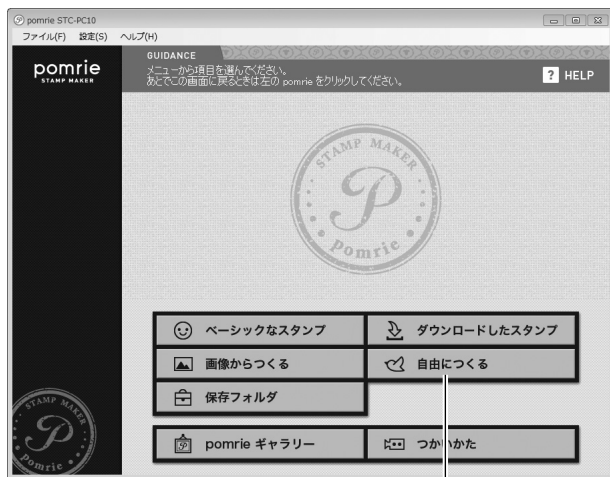 pomrie STC-PC10
ファイル(F) 設定(S) ヘルプ(H)
pomrie
STAMP MAKER
GUIDANCE
メニューから項目を選んでください。
あとでこの画面に戻るときは左の pomrie をクリックしてください。
? HELP
STAMP MAKER
P
pomrie
ベーシックなスタンプ
ダウンロードしたスタンプ
画像からつくる
自由につくる
保存フォルダ
pomrie ギャラリー
つかいかた
STAMP MAKER
P
pomrie